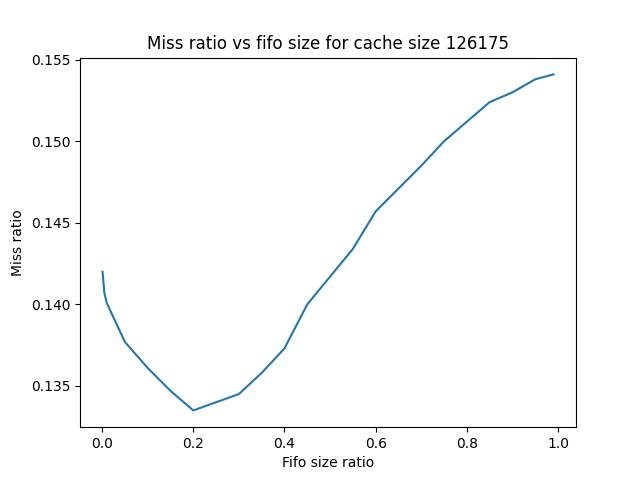 Miss ratio vs fifo size for cache size 126175
0.155
0.150
0.145
0.140
0.135
Miss ratio
0.0 0.2 0.4 0.6 0.8 1.0
Fifo size ratio